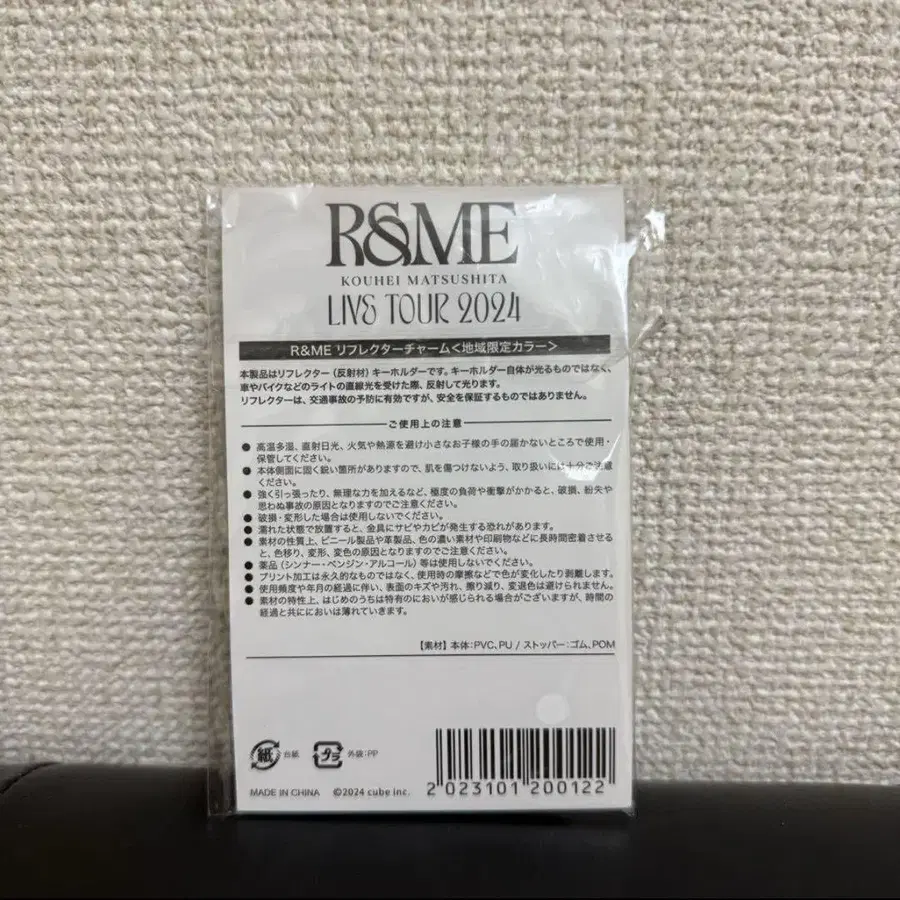 R&ME
KOUHEI MATSUSHITA
LIVE TOUR 2024
R&ME リフレクターチャーム<地域限定カラー>
本製品はリフレクター（反射材）キーホルダーです。キーホルダー自体が光るものではなく、
車やバイクなどのライトの直線光を受けた際、反射して光ります。
リフレクターは、交通事故の予防に有効ですが、安全を保証するものではありません。
ご使用上の注意
● 高温多湿、直射日光、火気や熱源を避け小さなお子様の手の届かないところで使用・
保管してください。
● 本体側面に固く鋭い箇所がありますので、肌を傷つけないよう、取り扱いには十分ご注意
ください。
● 強く引っ張ったり、無理な力を加えるなど、極度の負荷や衝撃がかかると、破損、紛失や
思わぬ事故の原因となりますのでご注意ください。
● 破損・変形した場合は使用しないでください。
● 濡れた状態で放置すると、金具にサビやカビが発生する恐れがあります。
● 素材の性質上、ビニール製品や革製品、色の濃い素材や印刷物などに長時間密着させる
と、色移り、変形、変色の原因となりますのでご注意ください。
● 薬品（シンナー・ベンジン・アルコール）等は使用しないでください。
● プリント加工は永久的なものではなく、使用時の摩擦などで色が変化したり剥離します。
● 使用頻度や年月の経過に伴い、表面のキズや汚れ、擦り減り、変退色は避けられません。
● 素材の特性上、はじめのうちは特有のにおいが感じられる場合がございますが、時間の
経過と共ににおいは薄れていきます。
【素材】本体：PVC、PU / ストッパー：ゴム、POM
紙 台紙 プラ 外袋：PP
MADE IN CHINA ©2024 cube inc. 2 023101 200122